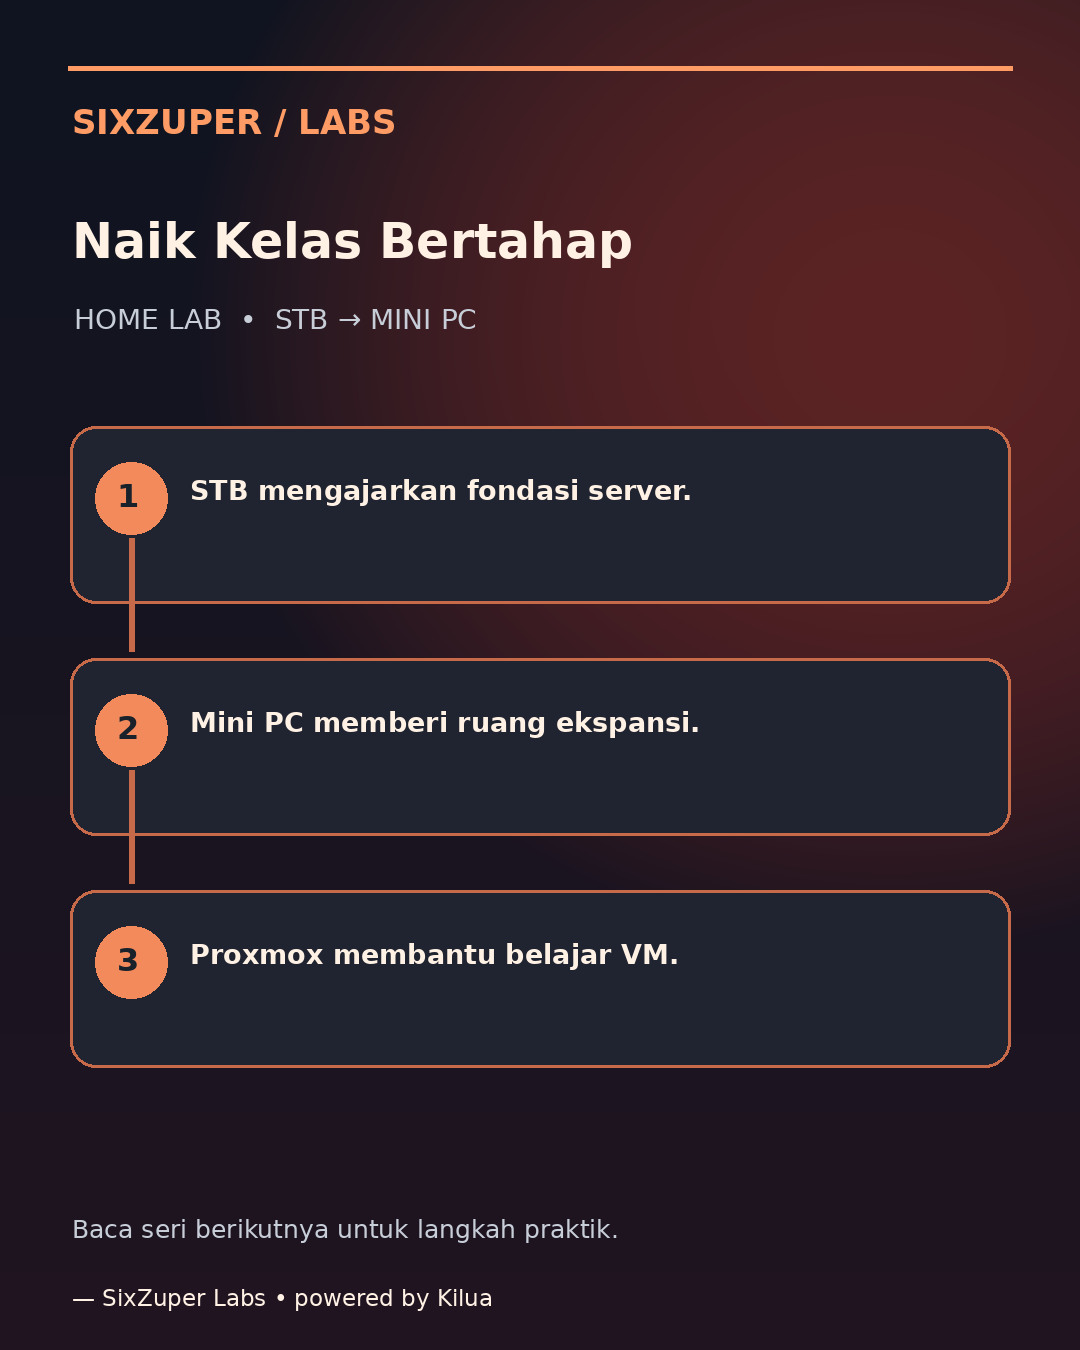 SIXZUPER / LABS
Naik Kelas Bertahap
HOME LAB • STB → MINI PC
1
STB mengajarkan fondasi server.
2
Mini PC memberi ruang ekspansi.
3
Proxmox membantu belajar VM.
Baca seri berikutnya untuk langkah praktik.
— SixZuper Labs • powered by Kilua